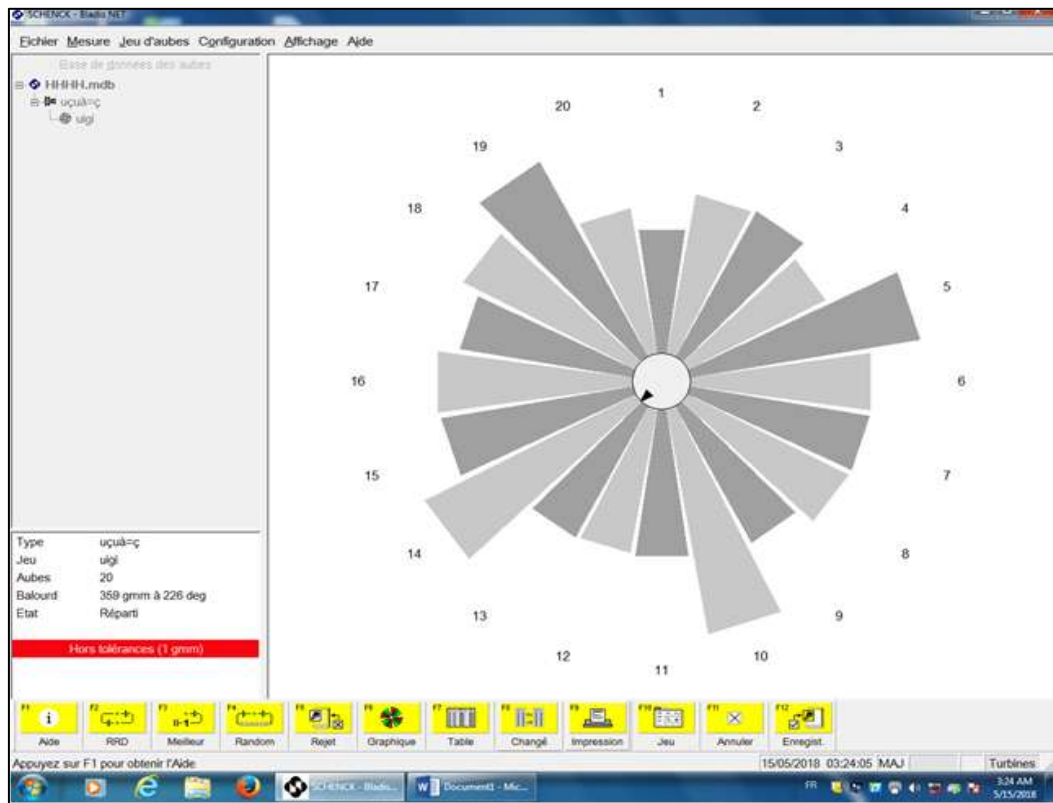 SCHENCK - Bladis NET
Fichier Mesure Jeu d'aubes Configuration Affichage Aide
Base de données des aubes
HHHH.mdb
uçuà=ç
uigi
1
2
3
4
5
6
7
8
9
10
11
12
13
14
15
16
17
18
19
20
Type uçuà=ç
Jeu uigi
Aubes 20
Balourd 359 gmm à 226 deg
Etat Réparti
Hors tolérances (1 gmm)
F1 F2 F3 F4 F5 F6 F7 F8 F9 F10 F11 F12
Aide RRD Meilleur Random Rejet Graphique Table Changé Impression Jeu Annuler Enregist.
Appuyez sur F1 pour obtenir l'Aide 15/05/2018 03:24:05 MAJ Turbines
SCHENCK - Bladis... Document1 - Mic... FR 3:24 AM
5/15/2018